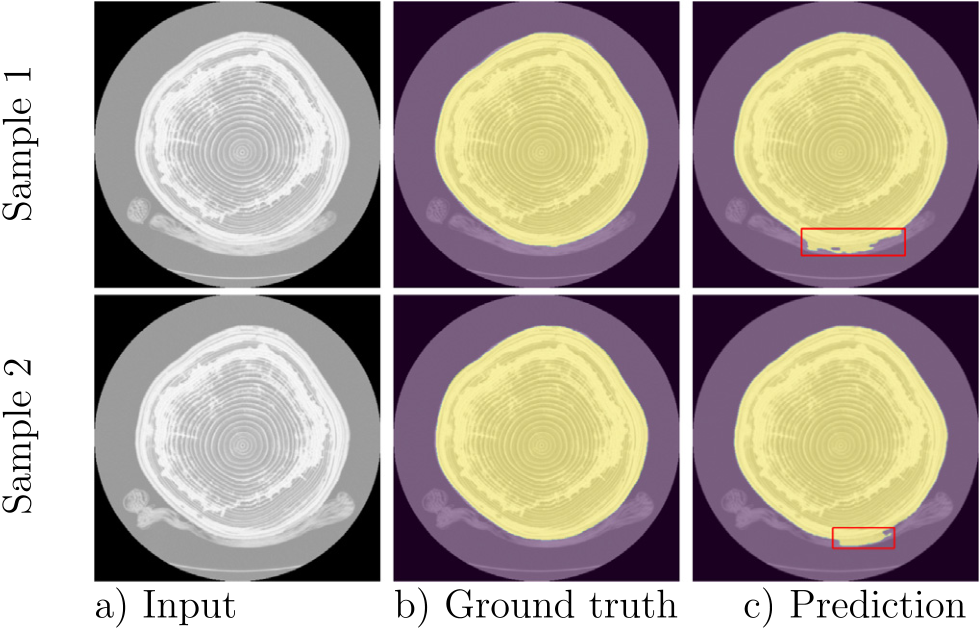 Sample 1
Sample 2
a) Input
b) Ground truth
c) Prediction